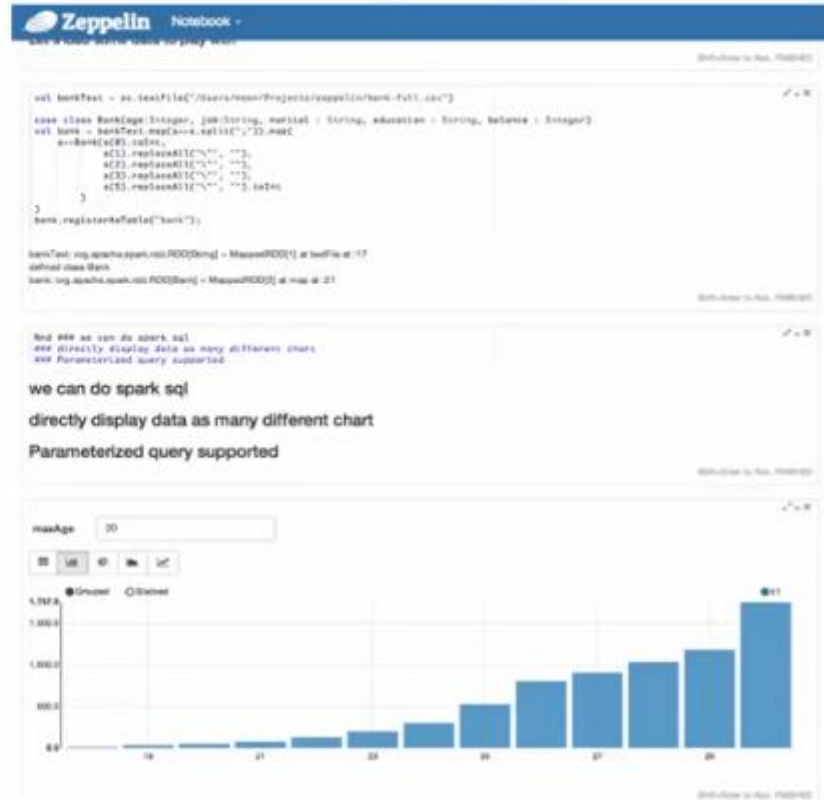 Zeppelin Notebook
val bankText = sc.textFile("/Users/moon/Projects/zeppelin/bank-full.csv")
case class Bank(age:Integer, job:String, marital : String, education : String, balance : Integer)
val bank = bankText.map(s=>s.split(";")).map(
s=>Bank(s(0).toInt,
s(1).replaceAll("\"", ""),
s(2).replaceAll("\"", ""),
s(3).replaceAll("\"", ""),
s(5).replaceAll("\"", "").toInt
)
)
bank.registerAsTable("bank");
bankText: org.apache.spark.rdd.RDD[String] = MappedRDD[1] at textFile at :17
defined class Bank
bank: org.apache.spark.rdd.RDD[Bank] = MappedRDD[3] at map at :21
### we can do spark sql
### directly display data as many different chart
### Parameterized query supported
we can do spark sql
directly display data as many different chart
Parameterized query supported
maxAge 30
Grouped Stacked
1,000.0
500.0
0.0
19 21 23 25 27 29